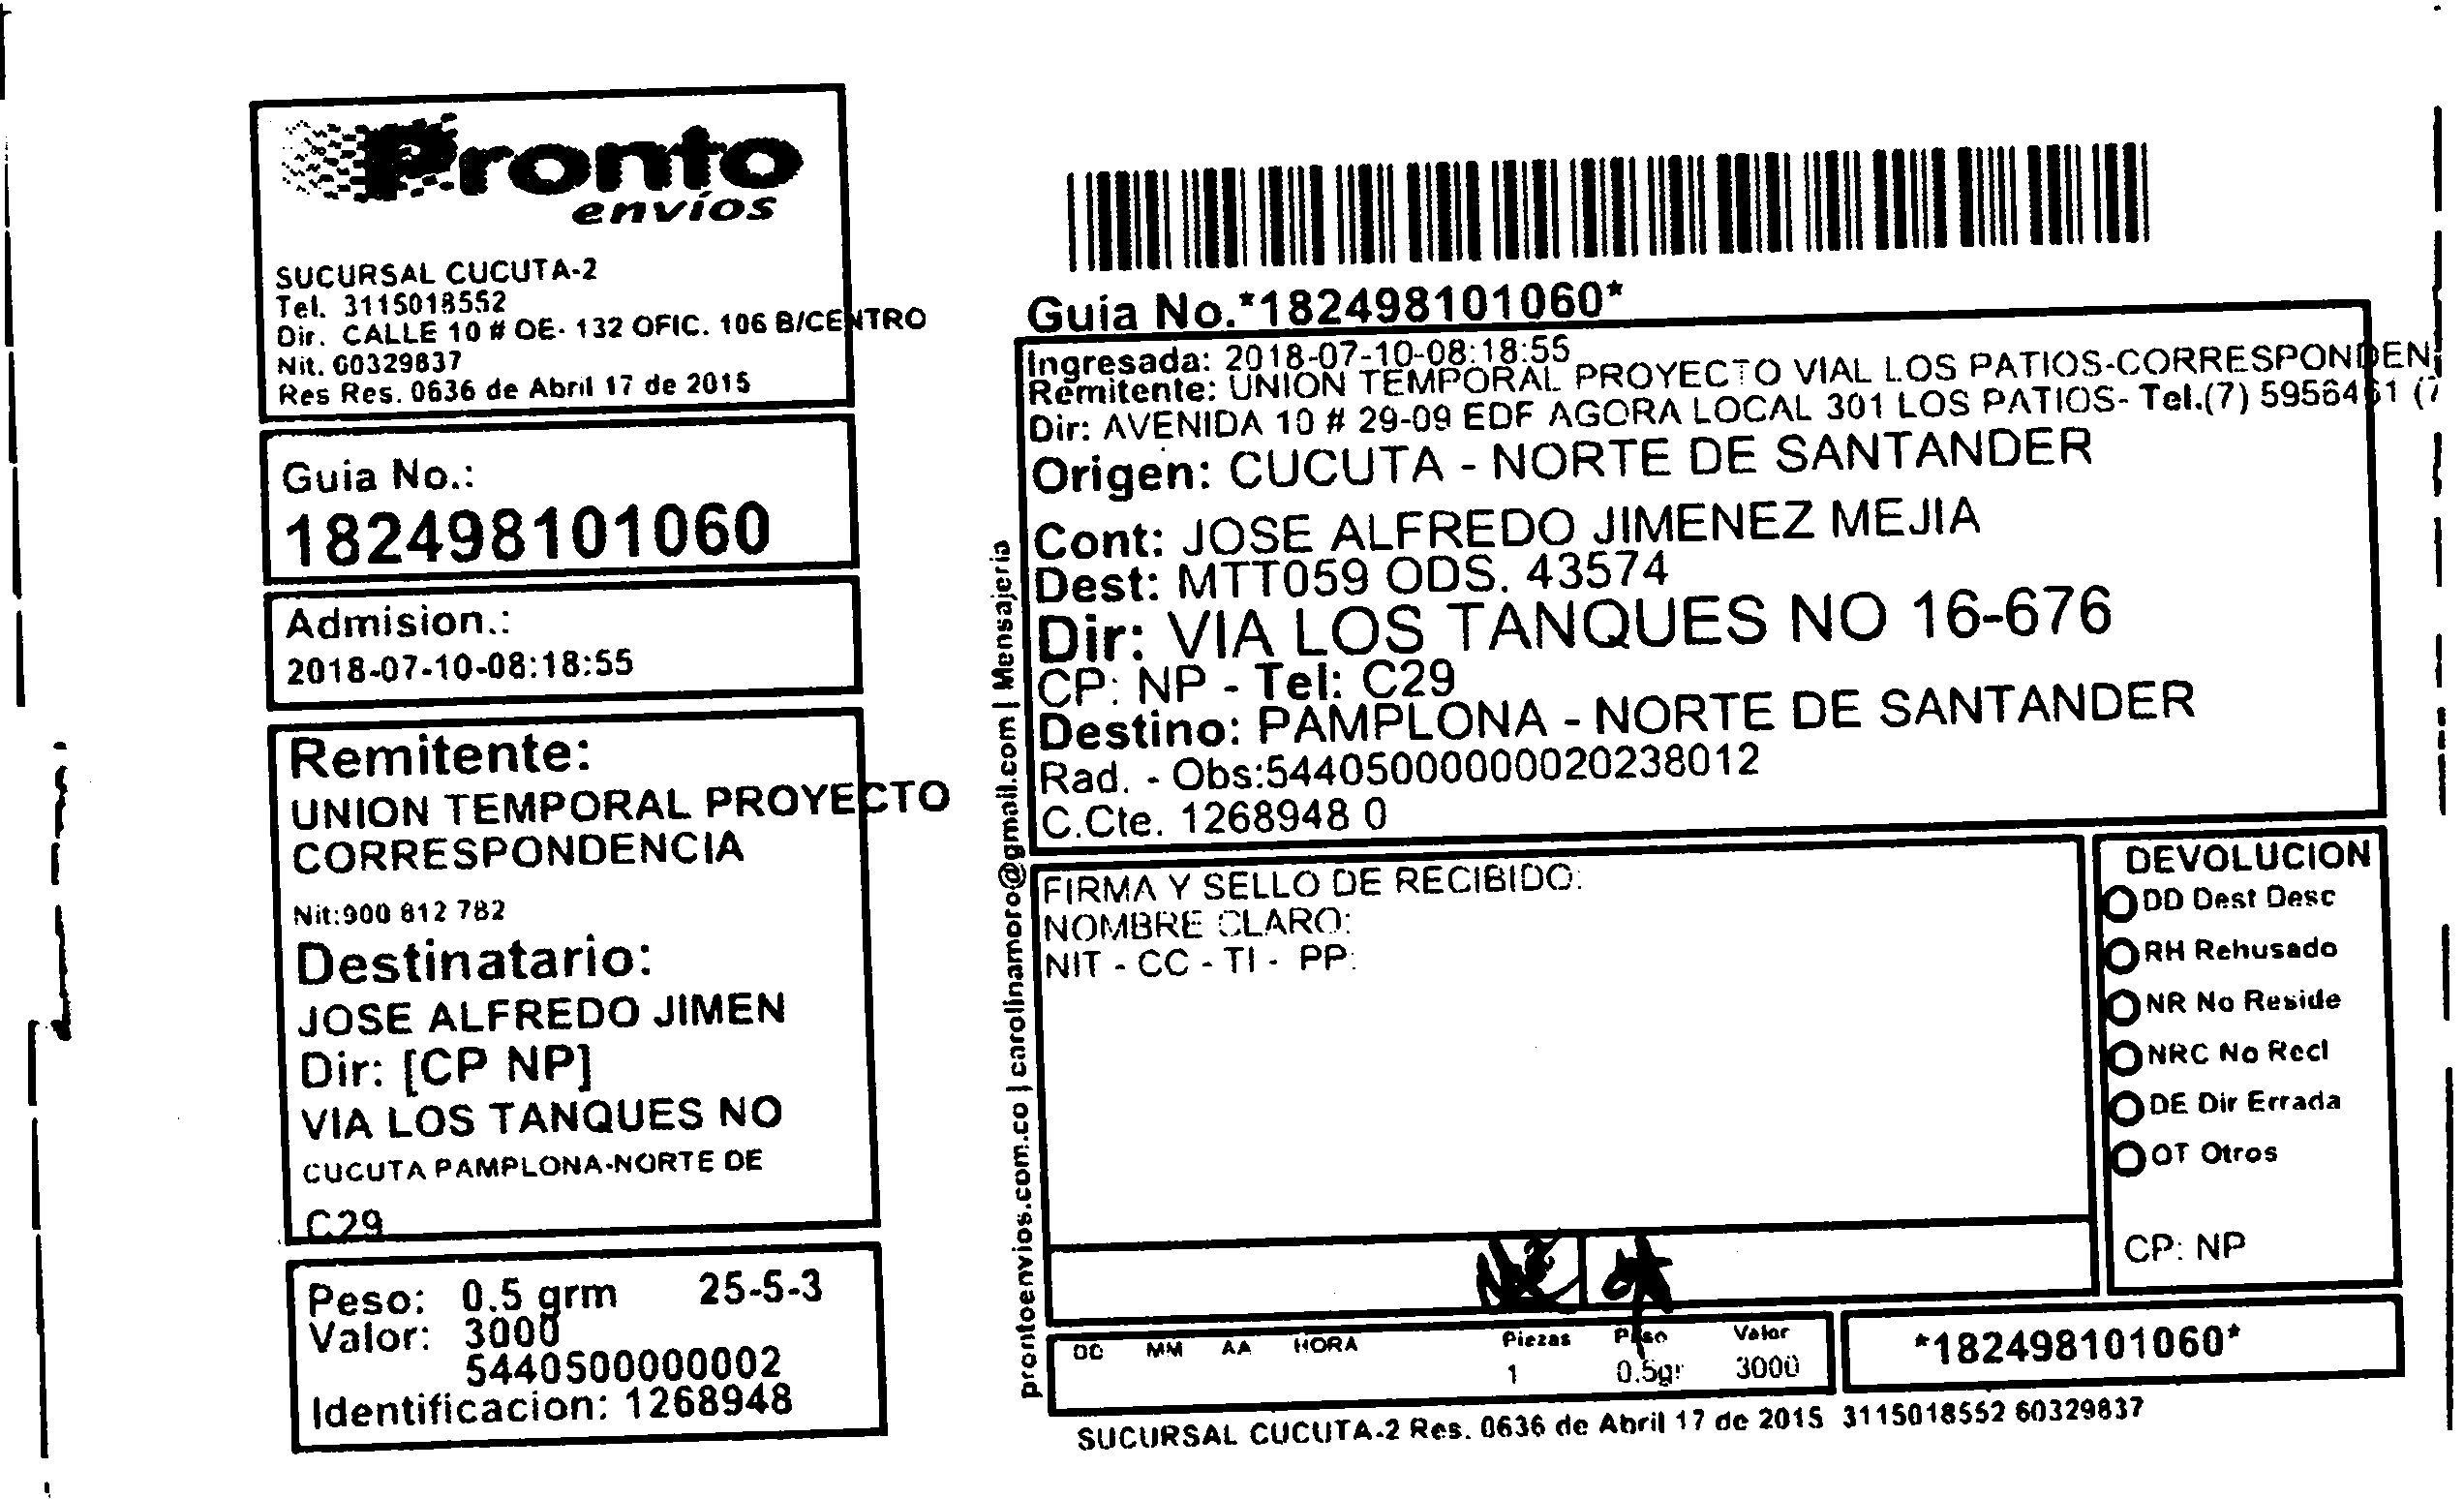 Pronto
envíos
SUCURSAL CUCUTA-2
Tel. 3115018552
Dir. CALLE 10 # OE- 132 OFIC. 106 B/CENTRO
Nit. 60329837
Res Res. 0636 de Abril 17 de 2015
Guia No.:
182498101060
Admision.:
2018-07-10-08:18:55
Remitente:
UNION TEMPORAL PROYECTO
CORRESPONDENCIA
Nit:900 812 782
Destinatario:
JOSE ALFREDO JIMEN
Dir: [CP NP]
VIA LOS TANQUES NO
CUCUTA PAMPLONA-NORTE DE
C29
Peso: 0.5 grm 25-5-3
Valor: 3000
5440500000002
Identificacion: 1268948
prontoenvios.com.co | carolinamoro@gmail.com | Mensajeria
Guia No.*182498101060*
Ingresada: 2018-07-10-08:18:55
Remitente: UNION TEMPORAL PROYECTO VIAL LOS PATIOS-CORRESPONDEN
Dir: AVENIDA 10 # 29-09 EDF AGORA LOCAL 301 LOS PATIOS- Tel.(7) 5956461 (7
Origen: CUCUTA - NORTE DE SANTANDER
Cont: JOSE ALFREDO JIMENEZ MEJIA
Dest: MTT059 ODS. 43574
Dir: VIA LOS TANQUES NO 16-676
CP: NP - Tel: C29
Destino: PAMPLONA - NORTE DE SANTANDER
Rad. - Obs:544050000000020238012
C.Cte. 1268948 0
FIRMA Y SELLO DE RECIBIDO:
NOMBRE CLARO:
NIT - CC - TI - PP:
DEVOLUCION
DD Dest Desc
RH Rehusado
NR No Reside
NRC No Recl
DE Dir Errada
OT Otros
CP: NP
DD MM AA HORA Piezas Peso Valor
1 0.5gr 3000
*182498101060*
SUCURSAL CUCUTA-2 Res. 0636 de Abril 17 de 2015 3115018552 60329837